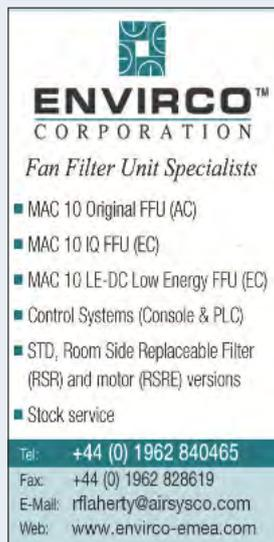 ENVIRCO™
CORPORATION
Fan Filter Unit Specialists
■ MAC 10 Original FFU (AC)
■ MAC 10 IQ FFU (EC)
■ MAC 10 LE-DC Low Energy FFU (EC)
■ Control Systems (Console & PLC)
■ STD, Room Side Replaceable Filter
(RSR) and motor (RSRE) versions
■ Stock service
Tel: +44 (0) 1962 840465
Fax: +44 (0) 1962 828619
E-Mail: rflaherty@airsysco.com
Web: www.envirco-emea.com